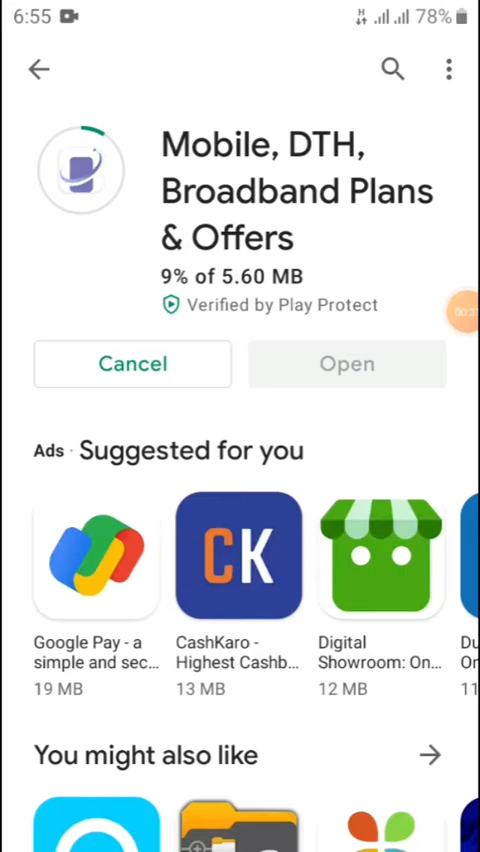 6:55 78%
Mobile, DTH,
Broadband Plans
& Offers
9% of 5.60 MB
Verified by Play Protect
Cancel Open
Ads · Suggested for you
CK
Google Pay - a CashKaro - Digital
simple and sec... Highest Cashb... Showroom: On...
19 MB 13 MB 12 MB 11
You might also like